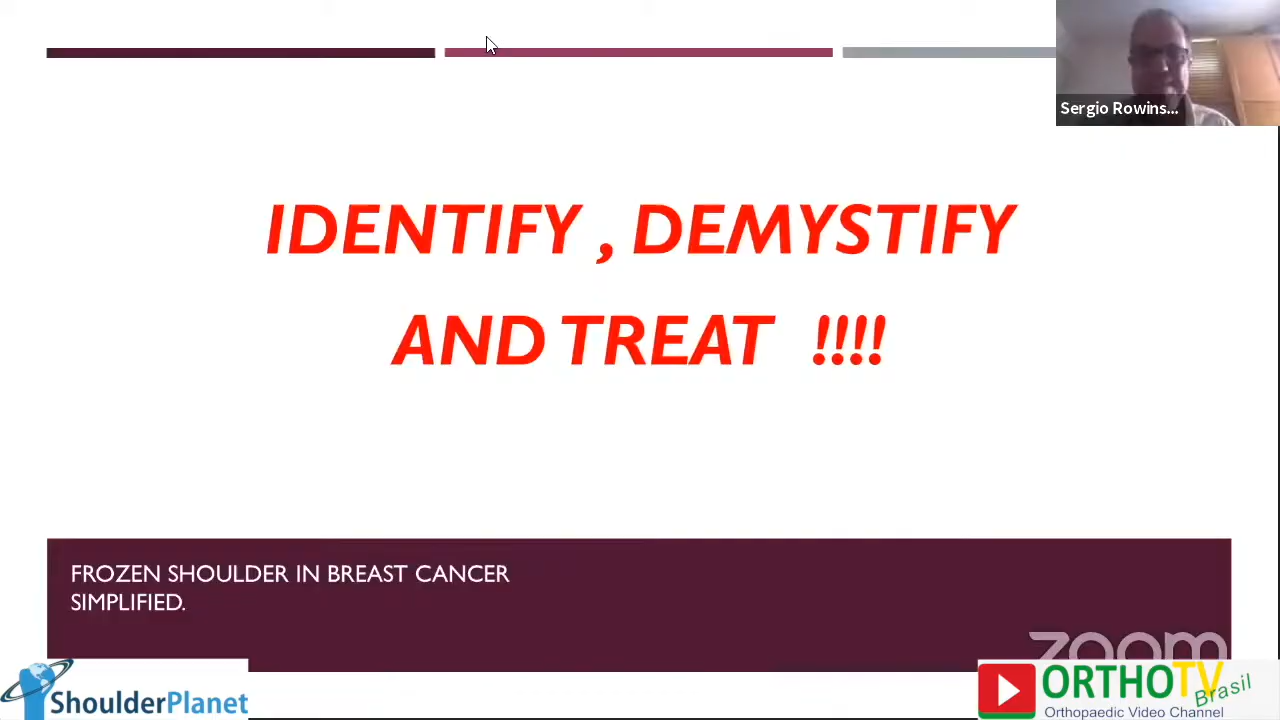 Sergio Rowins...
IDENTIFY , DEMYSTIFY
AND TREAT !!!!
FROZEN SHOULDER IN BREAST CANCER
SIMPLIFIED.
zoom
ShoulderPlanet
ORTHOTV
Brasil
Orthopaedic Video Channel